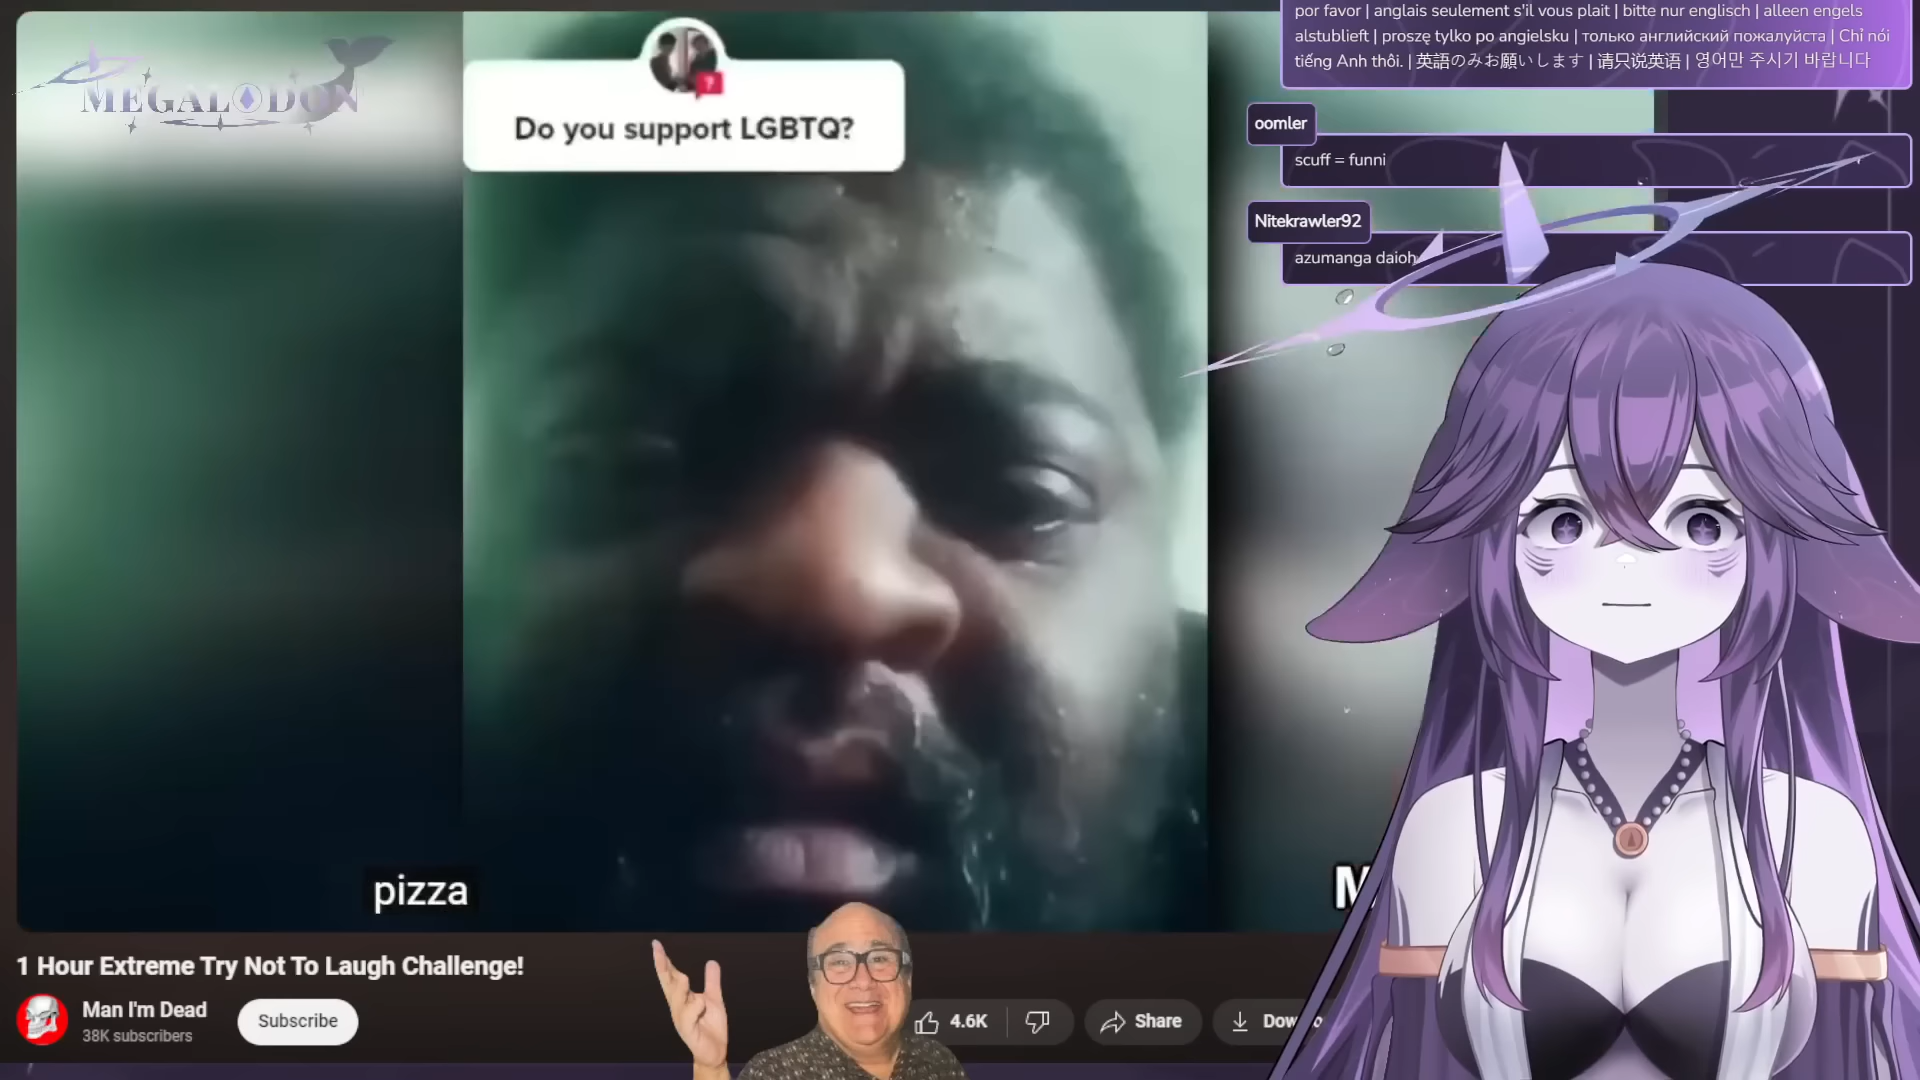 MEGALODON
?
Do you support LGBTQ?
pizza
M
1 Hour Extreme Try Not To Laugh Challenge!
Man I'm Dead
38K subscribers
Subscribe
4.6K
Share
por favor | anglais seulement s'il vous plait | bitte nur englisch | alleen engels
alstublieft | proszę tylko po angielsku | только английский пожалуйста | Chỉ nói
tiếng Anh thôi. | 英語のみお願いします | 请只说英语 | 영어만 주시기 바랍니다
oomler
scuff = funni
Nitekrawler92
azumanga daioh